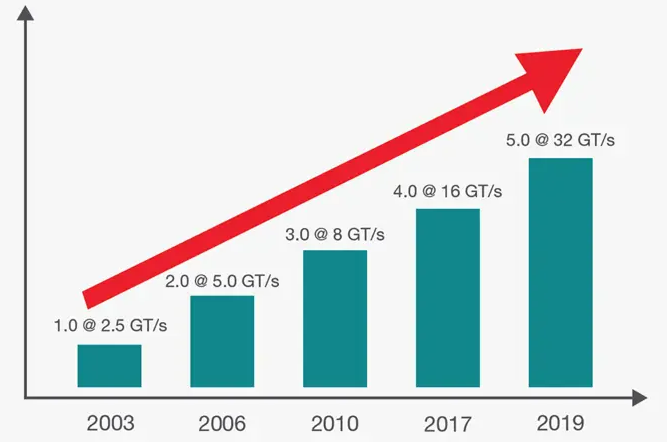 5.0 @ 32 GT/s
4.0 @ 16 GT/s
3.0 @ 8 GT/s
2.0 @ 5.0 GT/s
1.0 @ 2.5 GT/s
2003 2006 2010 2017 2019